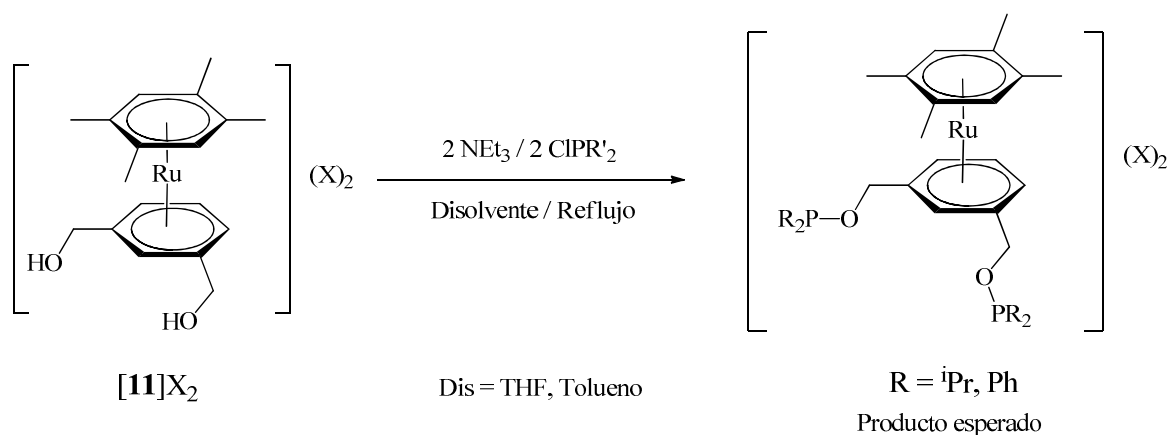 Ru
HO
HO
(X)2
[11]X2
2 NEt3 / 2 ClPR'2
Disolvente / Reflujo
Dis = THF, Tolueno
Ru
R2P—O
O
PR2
(X)2
R = iPr, Ph
Producto esperado